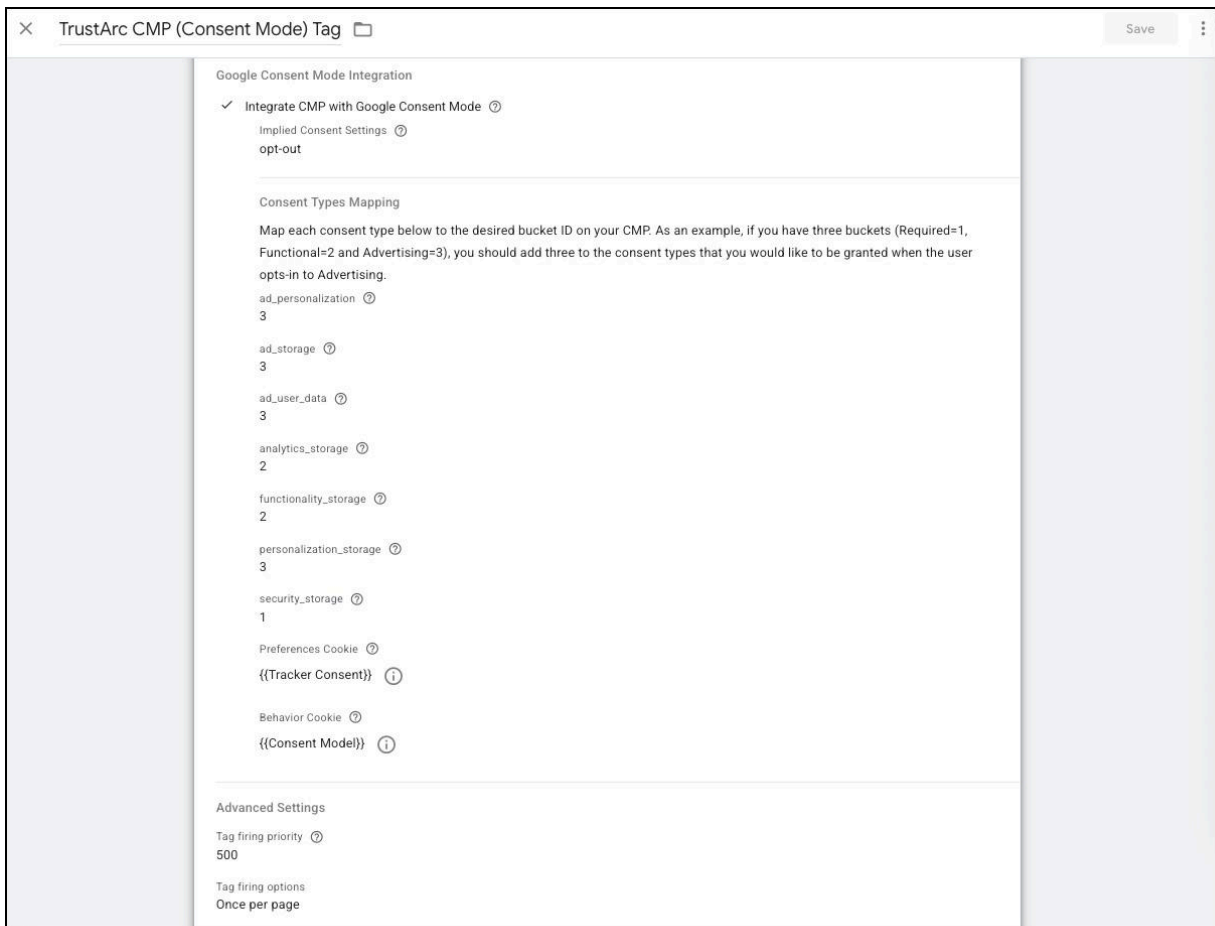 TrustArc CMP (Consent Mode) Tag
Save
Google Consent Mode Integration
Integrate CMP with Google Consent Mode
Implied Consent Settings
opt-out
Consent Types Mapping
Map each consent type below to the desired bucket ID on your CMP. As an example, if you have three buckets (Required=1,
Functional=2 and Advertising=3), you should add three to the consent types that you would like to be granted when the user
opts-in to Advertising.
ad_personalization
3
ad_storage
3
ad_user_data
3
analytics_storage
2
functionality_storage
2
personalization_storage
3
security_storage
1
Preferences Cookie
{{Tracker Consent}}
Behavior Cookie
{{Consent Model}}
Advanced Settings
Tag firing priority
500
Tag firing options
Once per page